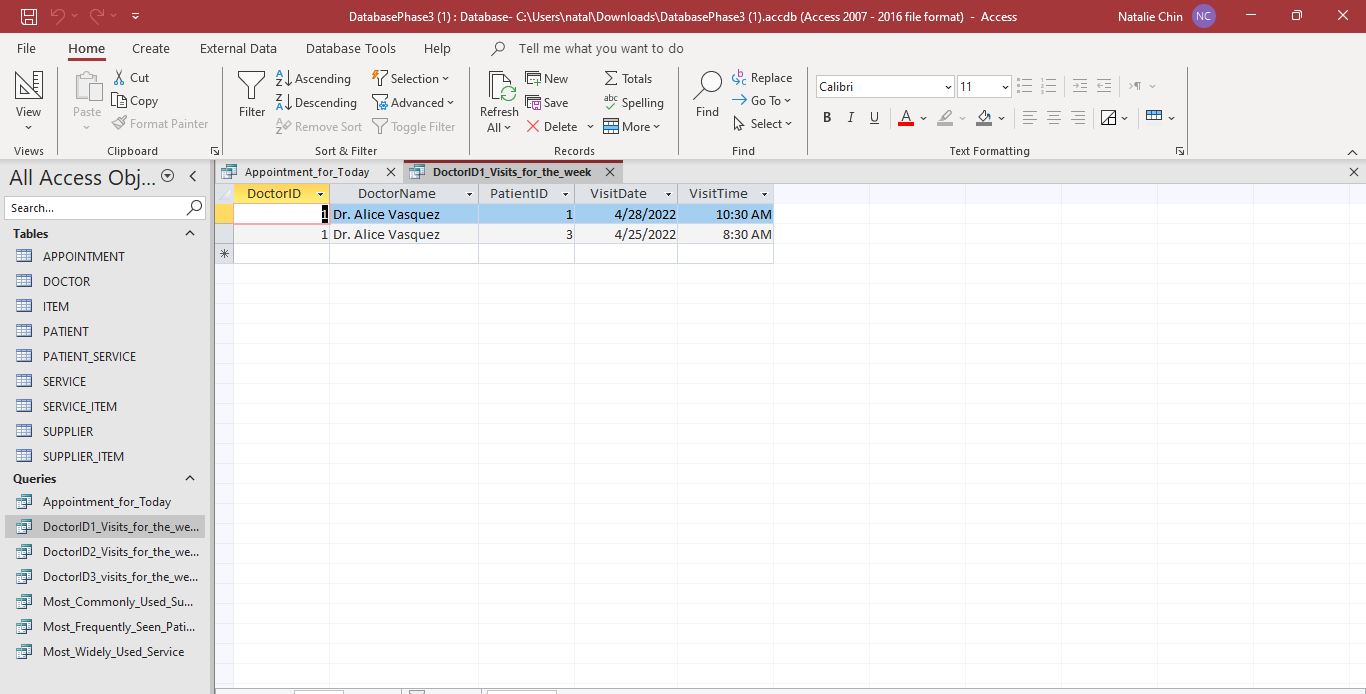 DatabasePhase3 (1) : Database- C:\Users\natal\Downloads\DatabasePhase3 (1).accdb (Access 2007 - 2016 file format) - Access
Natalie Chin NC
File Home Create External Data Database Tools Help Tell me what you want to do
View
Views
Paste
Cut
Copy
Format Painter
Clipboard
Filter
Ascending
Descending
Remove Sort
Selection
Advanced
Toggle Filter
Sort & Filter
Refresh
All
New
Save
Delete
Totals
Spelling
More
Records
Find
Replace
Go To
Select
Find
Calibri 11
B I U A
Text Formatting
All Access Obj...
Search...
Tables
APPOINTMENT
DOCTOR
ITEM
PATIENT
PATIENT_SERVICE
SERVICE
SERVICE_ITEM
SUPPLIER
SUPPLIER_ITEM
Queries
Appointment_for_Today
DoctorID1_Visits_for_the_we...
DoctorID2_Visits_for_the_we...
DoctorID3_visits_for_the_we...
Most_Commonly_Used_Su...
Most_Frequently_Seen_Pati...
Most_Widely_Used_Service
Appointment_for_Today DoctorID1_Visits_for_the_week
DoctorID DoctorName PatientID VisitDate VisitTime
1 Dr. Alice Vasquez 1 4/28/2022 10:30 AM
1 Dr. Alice Vasquez 3 4/25/2022 8:30 AM